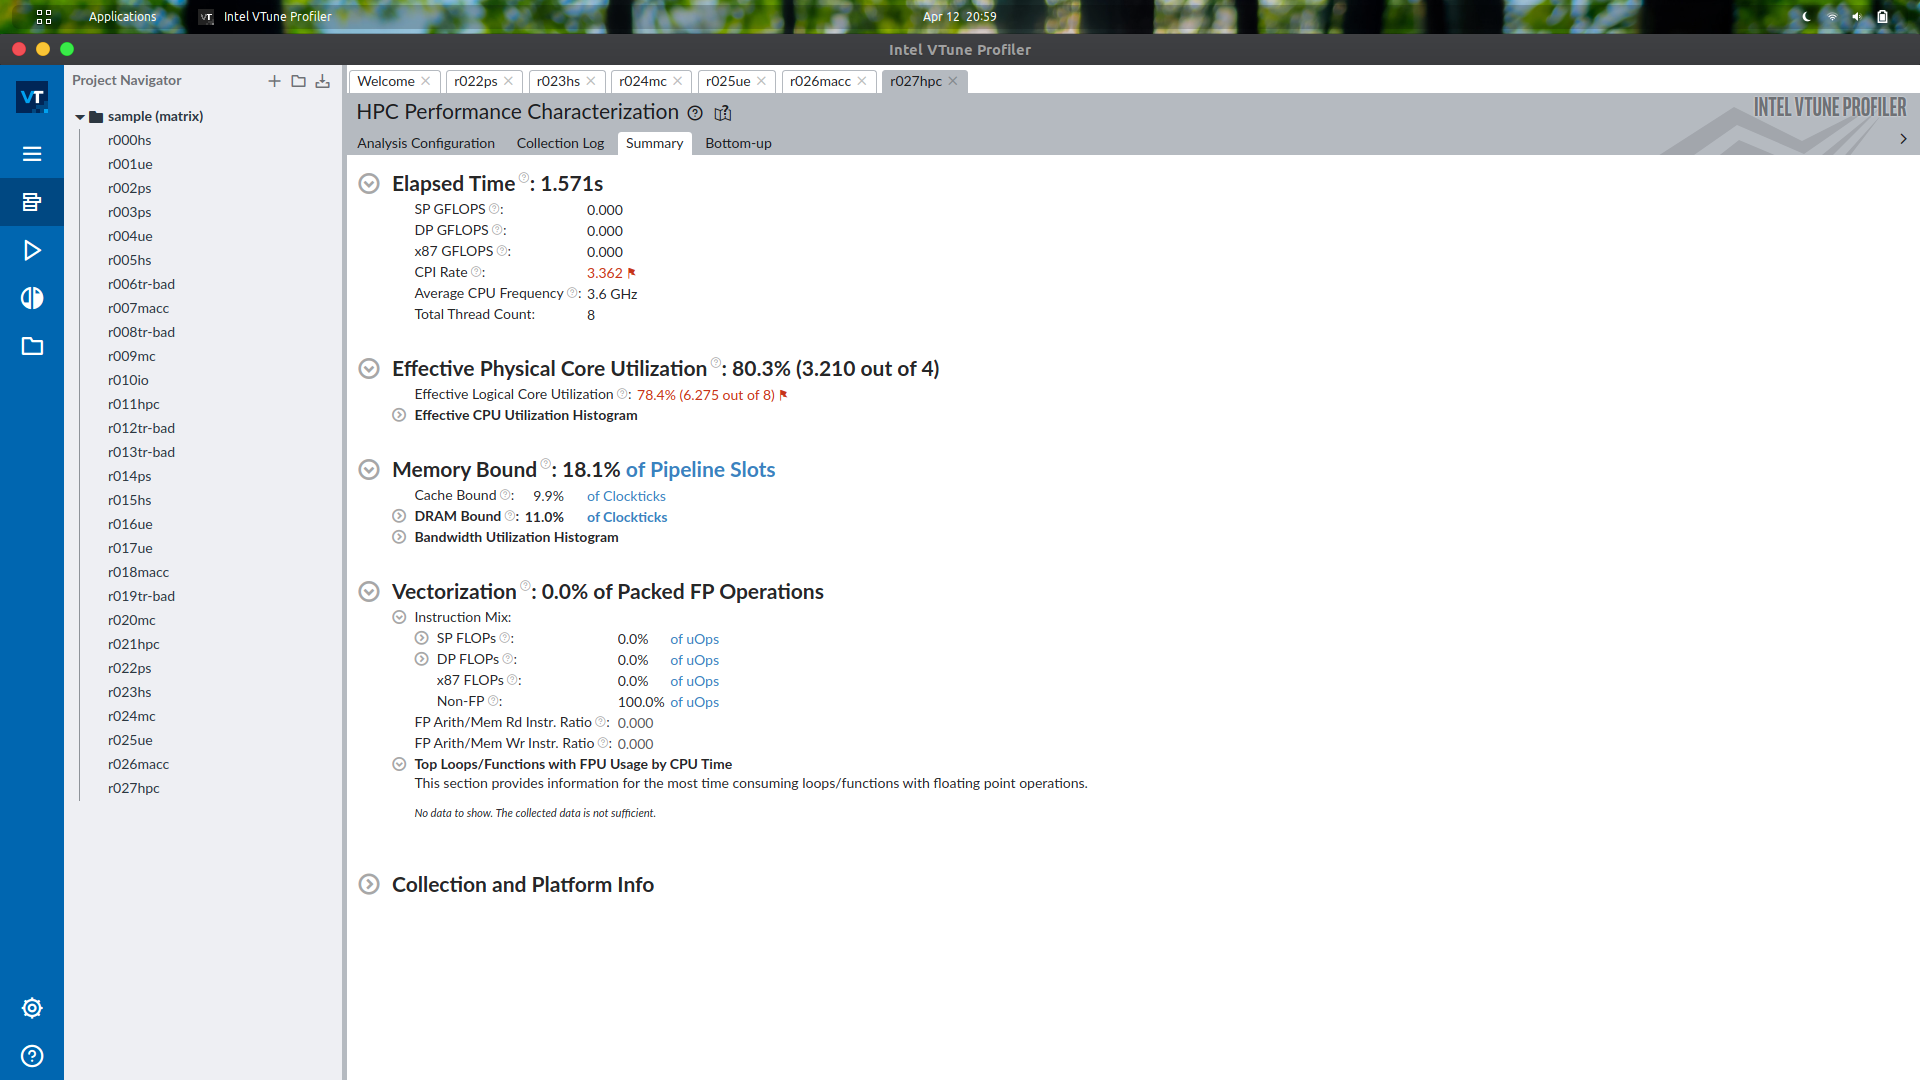 Applications
VT Intel VTune Profiler
Apr 12 20:59
Intel VTune Profiler
VT
Project Navigator
sample (matrix)
r000hs
r001ue
r002ps
r003ps
r004ue
r005hs
r006tr-bad
r007macc
r008tr-bad
r009mc
r010io
r011hpc
r012tr-bad
r013tr-bad
r014ps
r015hs
r016ue
r017ue
r018macc
r019tr-bad
r020mc
r021hpc
r022ps
r023hs
r024mc
r025ue
r026macc
r027hpc
Welcome r022ps r023hs r024mc r025ue r026macc r027hpc
HPC Performance Characterization
INTEL VTUNE PROFILER
Analysis Configuration Collection Log Summary Bottom-up
Elapsed Time: 1.571s
SP GFLOPS: 0.000
DP GFLOPS: 0.000
x87 GFLOPS: 0.000
CPI Rate: 3.362
Average CPU Frequency: 3.6 GHz
Total Thread Count: 8
Effective Physical Core Utilization: 80.3% (3.210 out of 4)
Effective Logical Core Utilization: 78.4% (6.275 out of 8)
Effective CPU Utilization Histogram
Memory Bound: 18.1% of Pipeline Slots
Cache Bound: 9.9% of Clockticks
DRAM Bound: 11.0% of Clockticks
Bandwidth Utilization Histogram
Vectorization: 0.0% of Packed FP Operations
Instruction Mix:
SP FLOPs: 0.0% of uOps
DP FLOPs: 0.0% of uOps
x87 FLOPs: 0.0% of uOps
Non-FP: 100.0% of uOps
FP Arith/Mem Rd Instr. Ratio: 0.000
FP Arith/Mem Wr Instr. Ratio: 0.000
Top Loops/Functions with FPU Usage by CPU Time
This section provides information for the most time consuming loops/functions with floating point operations.
No data to show. The collected data is not sufficient.
Collection and Platform Info